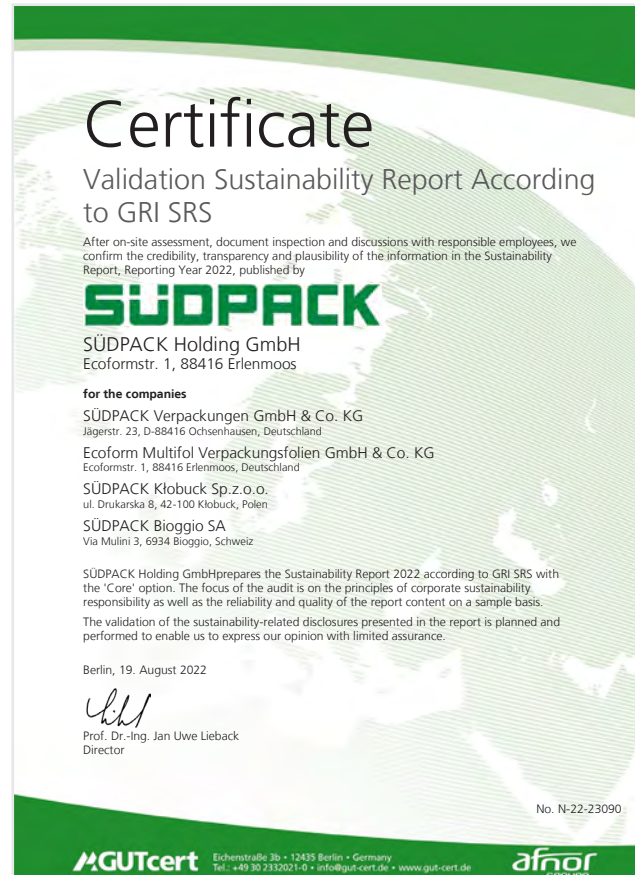 Certificate
Validation Sustainability Report According
to GRI SRS
After on-site assessment, document inspection and discussions with responsible employees, we
confirm the credibility, transparency and plausibility of the information in the Sustainability
Report, Reporting Year 2022, published by
SÜDPACK
SÜDPACK Holding GmbH
Ecoformstr. 1, 88416 Erlenmoos
for the companies
SÜDPACK Verpackungen GmbH & Co. KG
Jägerstr. 23, D-88416 Ochsenhausen, Deutschland
Ecoform Multifol Verpackungsfolien GmbH & Co. KG
Ecoformstr. 1, 88416 Erlenmoos, Deutschland
SÜDPACK Kłobuck Sp.z.o.o.
ul. Drukarska 8, 42-100 Kłobuck, Polen
SÜDPACK Bioggio SA
Via Mulini 3, 6934 Bioggio, Schweiz
SÜDPACK Holding GmbHprepares the Sustainability Report 2022 according to GRI SRS with
the 'Core' option. The focus of the audit is on the principles of corporate sustainability
responsibility as well as the reliability and quality of the report content on a sample basis.
The validation of the sustainability-related disclosures presented in the report is planned and
performed to enable us to express our opinion with limited assurance.
Berlin, 19. August 2022
Prof. Dr.-Ing. Jan Uwe Lieback
Director
No. N-22-23090
GUTcert
Eichenstraße 3b • 12435 Berlin • Germany
Tel.: +49 30 2332021-0 • info@gut-cert.de • www.gut-cert.de
afnor